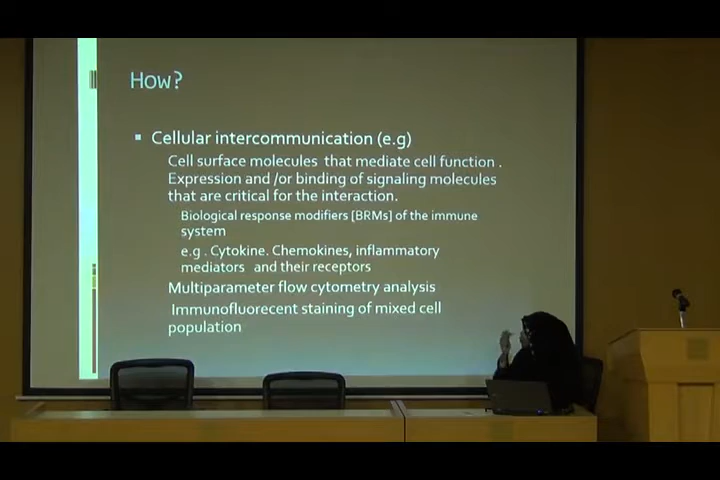 How?
Cellular intercommunication (e.g)
Cell surface molecules that mediate cell function .
Expression and /or binding of signaling molecules
that are critical for the interaction.
Biological response modifiers [BRMs] of the immune
system
e.g . Cytokine. Chemokines, inflammatory
mediators and their receptors
Multiparameter flow cytometry analysis
Immunofluorecent staining of mixed cell
population